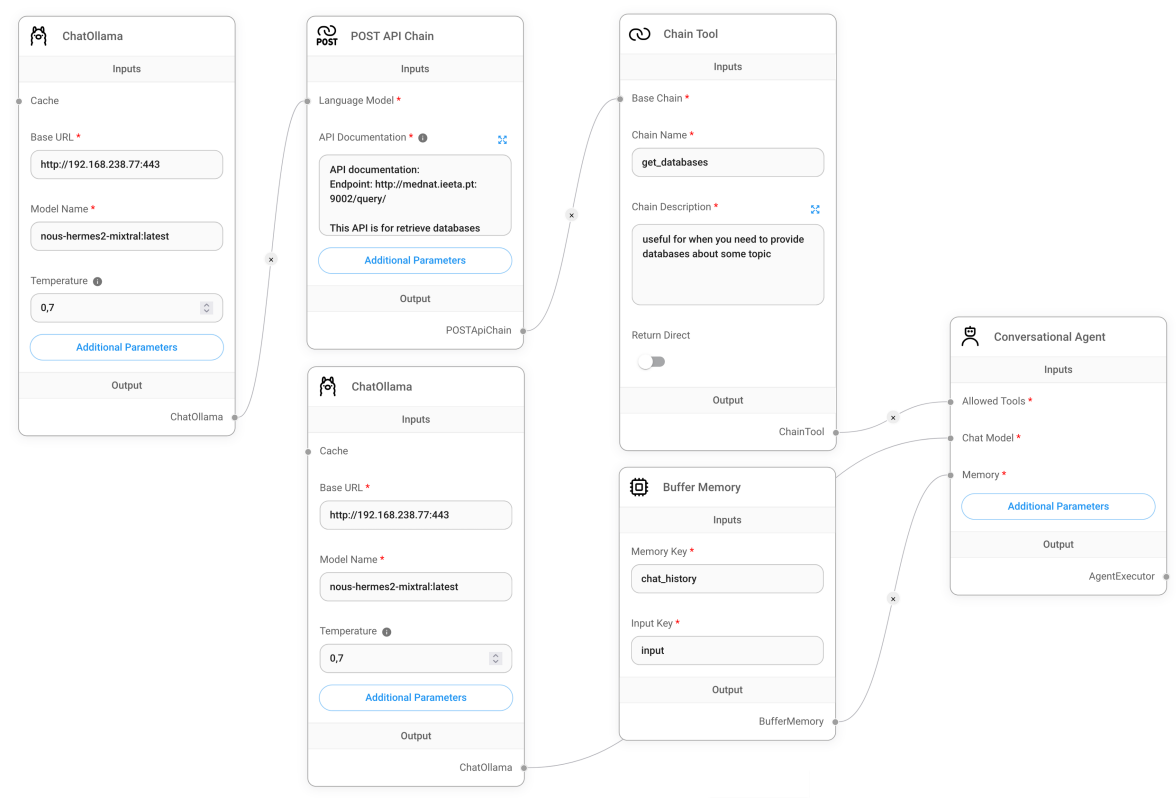 ChatOllama
Inputs
Cache
Base URL *
http://192.168.238.77:443
Model Name *
nous-hermes2-mixtral:latest
Temperature
0,7
Additional Parameters
Output
ChatOllama
POST
POST API Chain
Inputs
Language Model *
API Documentation *
API documentation:
Endpoint: http://mednat.ieeta.pt:
9002/query/
This API is for retrieve databases
Additional Parameters
Output
POSTApiChain
ChatOllama
Inputs
Cache
Base URL *
http://192.168.238.77:443
Model Name *
nous-hermes2-mixtral:latest
Temperature
0,7
Additional Parameters
Output
ChatOllama
Chain Tool
Inputs
Base Chain *
Chain Name *
get_databases
Chain Description *
useful for when you need to provide
databases about some topic
Return Direct
Output
ChainTool
Buffer Memory
Inputs
Memory Key *
chat_history
Input Key *
input
Output
BufferMemory
Conversational Agent
Inputs
Allowed Tools *
Chat Model *
Memory *
Additional Parameters
Output
AgentExecutor